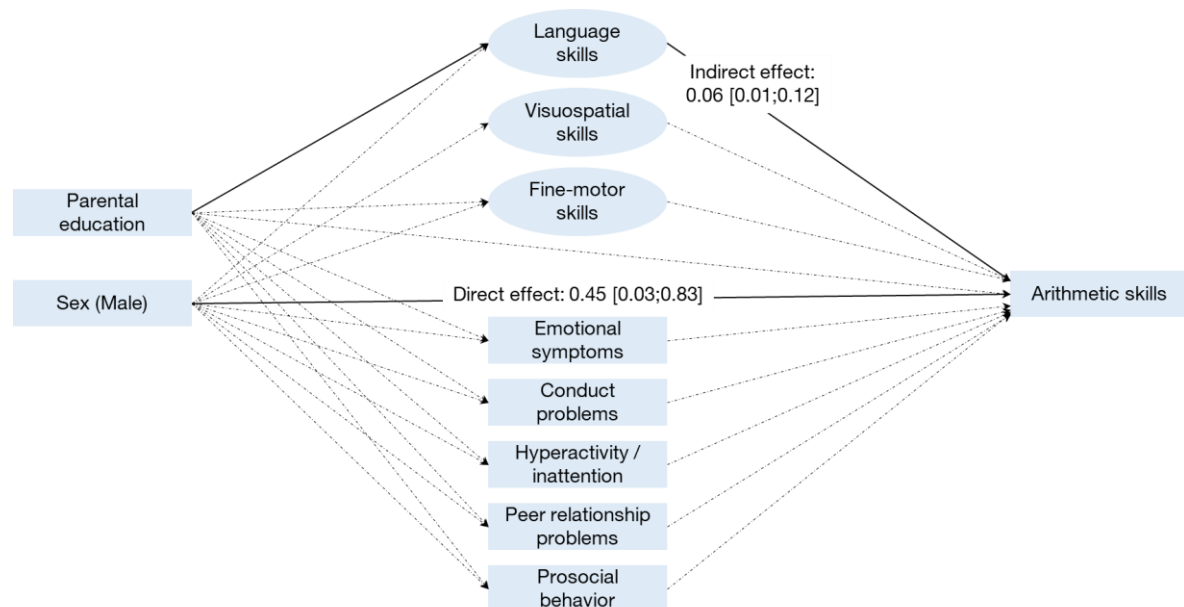 Language
skills
Indirect effect:
0.06 [0.01;0.12]
Visuospatial
skills
Fine-motor
skills
Parental
education
Sex (Male)
Direct effect: 0.45 [0.03;0.83]
Arithmetic skills
Emotional
symptoms
Conduct
problems
Hyperactivity /
inattention
Peer relationship
problems
Prosocial
behavior